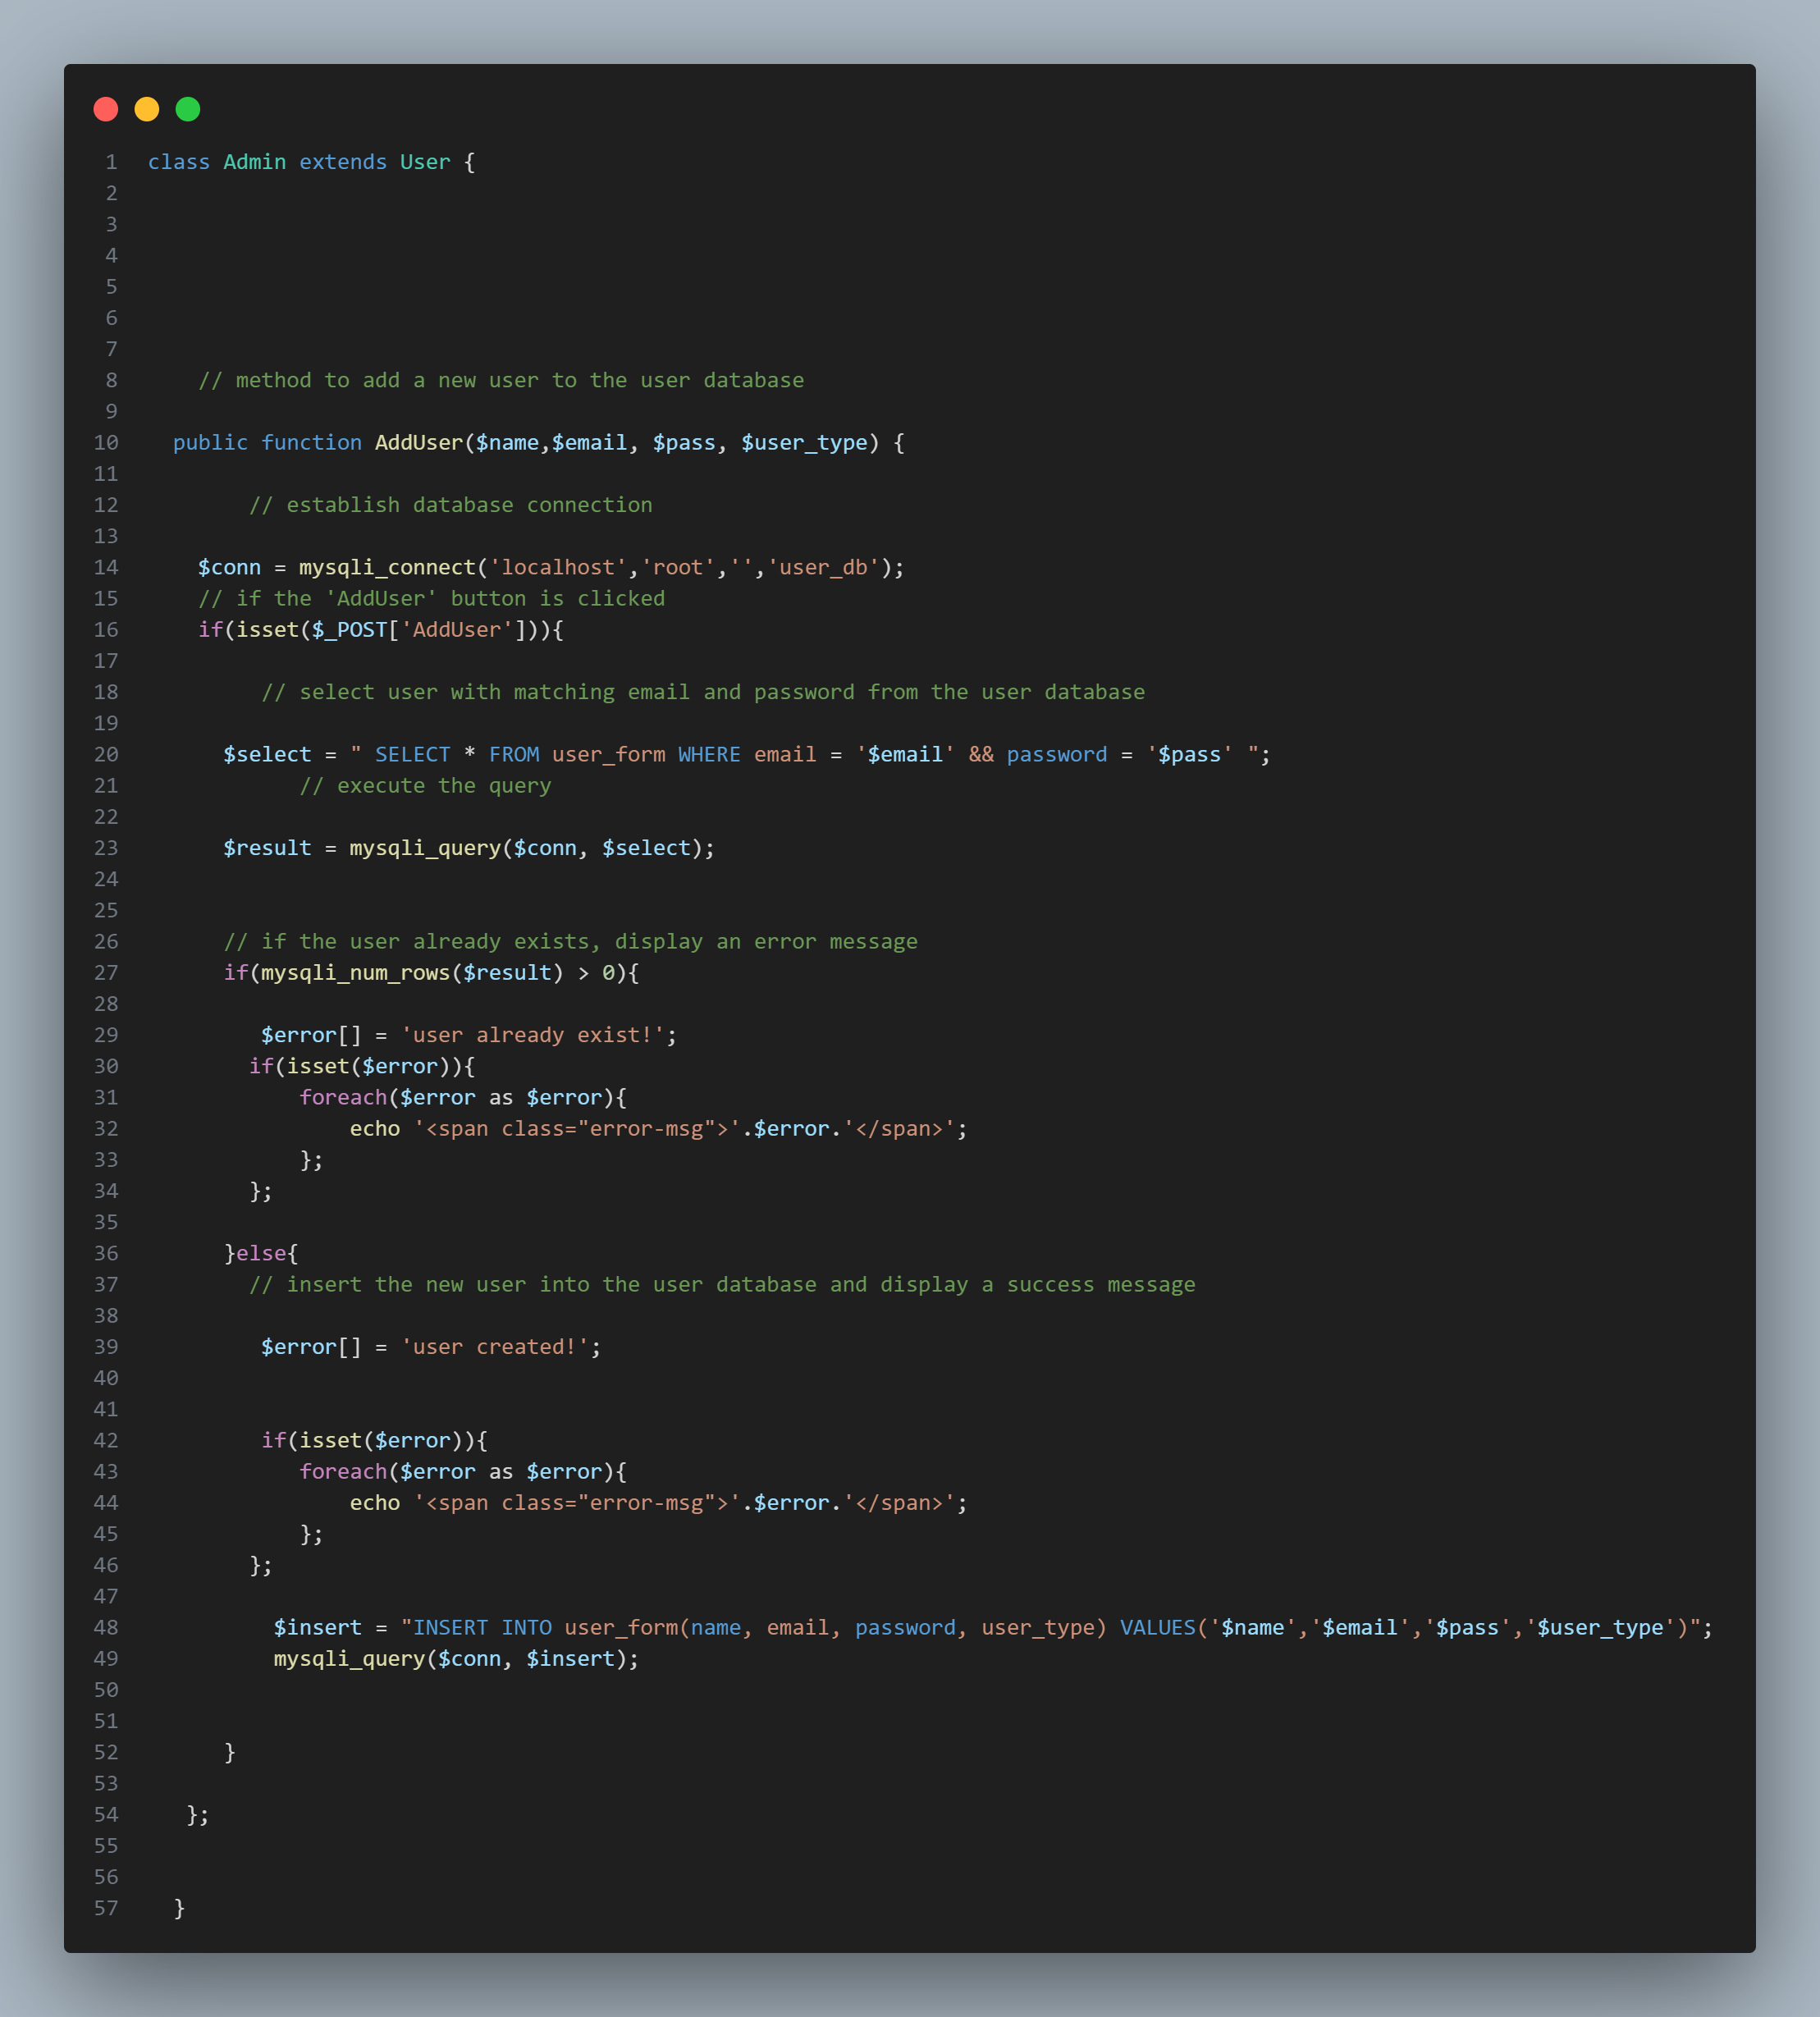 1 class Admin extends User {
2
3
4
5
6
7
8 // method to add a new user to the user database
9
10 public function AddUser($name,$email, $pass, $user_type) {
11
12 // establish database connection
13
14 $conn = mysqli_connect('localhost','root','','user_db');
15 // if the 'AddUser' button is clicked
16 if(isset($_POST['AddUser'])){
17
18 // select user with matching email and password from the user database
19
20 $select = " SELECT * FROM user_form WHERE email = '$email' && password = '$pass' ";
21 // execute the query
22
23 $result = mysqli_query($conn, $select);
24
25
26 // if the user already exists, display an error message
27 if(mysqli_num_rows($result) > 0){
28
29 $error[] = 'user already exist!';
30 if(isset($error)){
31 foreach($error as $error){
32 echo '<span class="error-msg">'.$error.'</span>';
33 };
34 };
35
36 }else{
37 // insert the new user into the user database and display a success message
38
39 $error[] = 'user created!';
40
41
42 if(isset($error)){
43 foreach($error as $error){
44 echo '<span class="error-msg">'.$error.'</span>';
45 };
46 };
47
48 $insert = "INSERT INTO user_form(name, email, password, user_type) VALUES('$name','$email','$pass','$user_type')";
49 mysqli_query($conn, $insert);
50
51
52 }
53
54 };
55
56
57 }